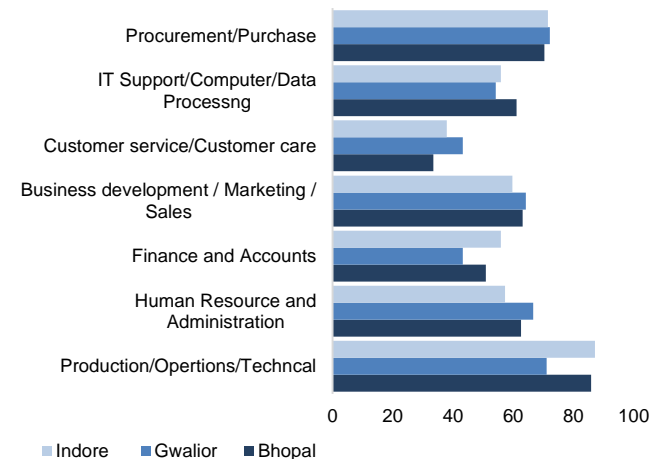 Procurement/Purchase
IT Support/Computer/Data
Processng
Customer service/Customer care
Business development / Marketing /
Sales
Finance and Accounts
Human Resource and
Administration
Production/Opertions/Techncal
0 20 40 60 80 100
Indore Gwalior Bhopal